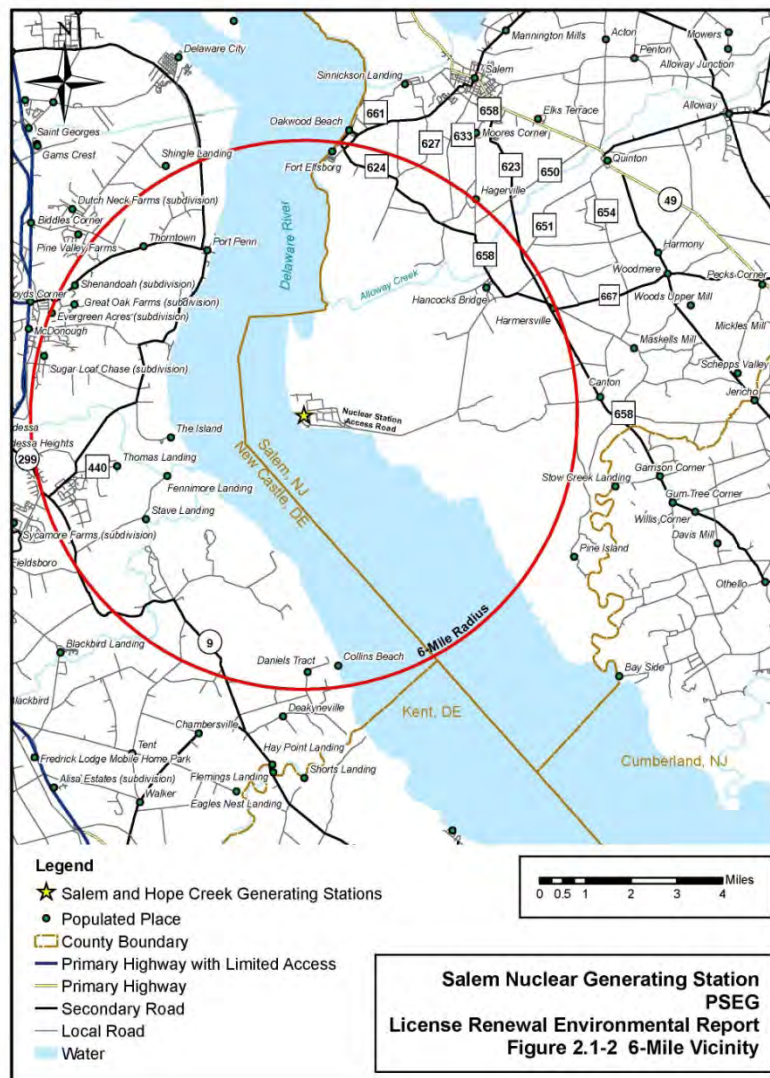 N
Delaware City
Mannington Mills
Acton
Mowers
Penton
Alloway Junction
Sinnickson Landing
Salem
Alloway
661
658
Elks Terrace
Saint Georges
Oakwood Beach
Gams Crest
627
633
Moores Corner
Shingle Landing
Fort Elfsborg
624
623
650
Quinton
Dutch Neck Farms (subdivision)
Hagerville
49
Biddles Corner
651
654
Pine Valley Farms
Thorntown
Port Penn
Delaware River
658
Harmony
Woodmere
Pecks Corner
Shenandoah (subdivision)
Alloway Creek
Hancocks Bridge
667
Woods Upper Mill
oyds Corner
Great Oak Farms (subdivision)
Evergreen Acres (subdivision)
Harmersville
McDonough
Mickles Mill
Maskells Mill
Sugar Loaf Chase (subdivision)
Schepps Valley
Canton
Jericho
Nuclear Station
Access Road
658
dessa
The Island
Salem, NJ
New Castle, DE
dessa Heights
299
440
Thomas Landing
Garrison Corner
Fennimore Landing
Stow Creek Landing
Gum Tree Corner
Stave Landing
Willis Corner
Sycamore Farms (subdivision)
Davis Mill
Fieldsboro
Pine Island
Othello
9
6-Mile Radius
Blackbird Landing
Daniels Tract
Collins Beach
Bay Side
Blackbird
Deakyneville
Kent, DE
Chambersville
Tent
Hay Point Landing
Cumberland, NJ
Fredrick Lodge Mobile Home Park
Flemings Landing
Shorts Landing
Alisa Estates (subdivision)
Walker
Eagles Nest Landing
Legend
Salem and Hope Creek Generating Stations
Populated Place
County Boundary
Primary Highway with Limited Access
Primary Highway
Secondary Road
Local Road
Water
Miles
0 0.5 1 2 3 4
Salem Nuclear Generating Station
PSEG
License Renewal Environmental Report
Figure 2.1-2 6-Mile Vicinity